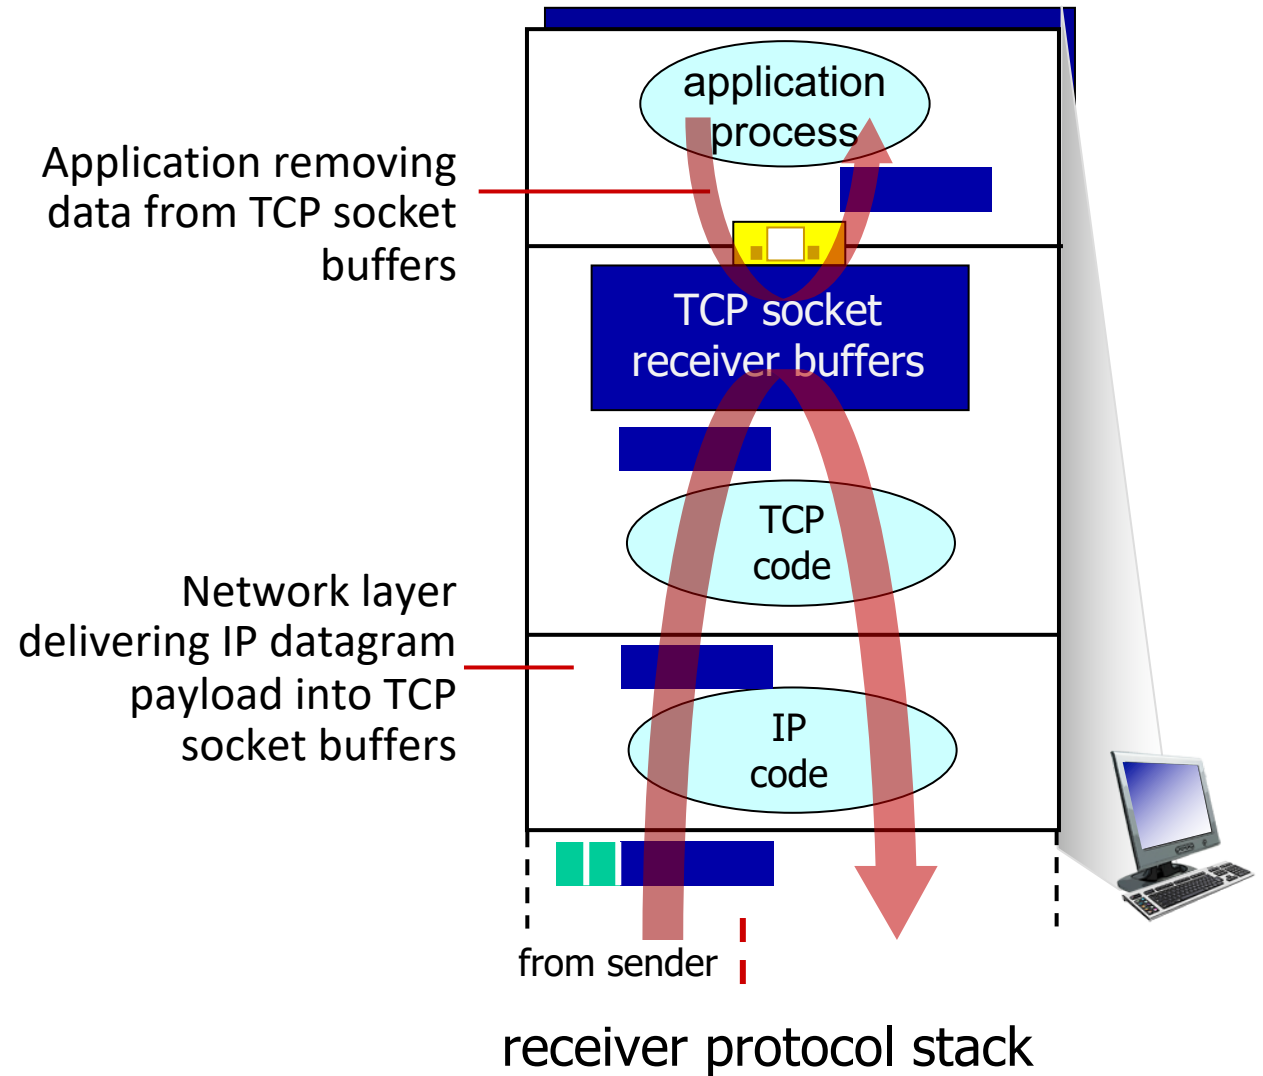 application
process
Application removing
data from TCP socket
buffers
TCP socket
receiver buffers
TCP
code
Network layer
delivering IP datagram
payload into TCP
socket buffers
IP
code
from sender
receiver protocol stack